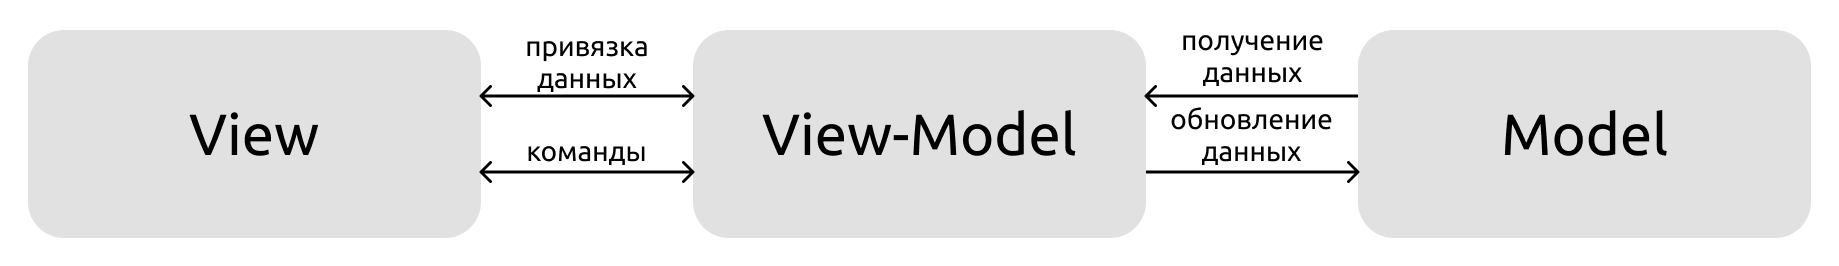 View
привязка
данных
команды
View-Model
получение
данных
обновление
данных
Model